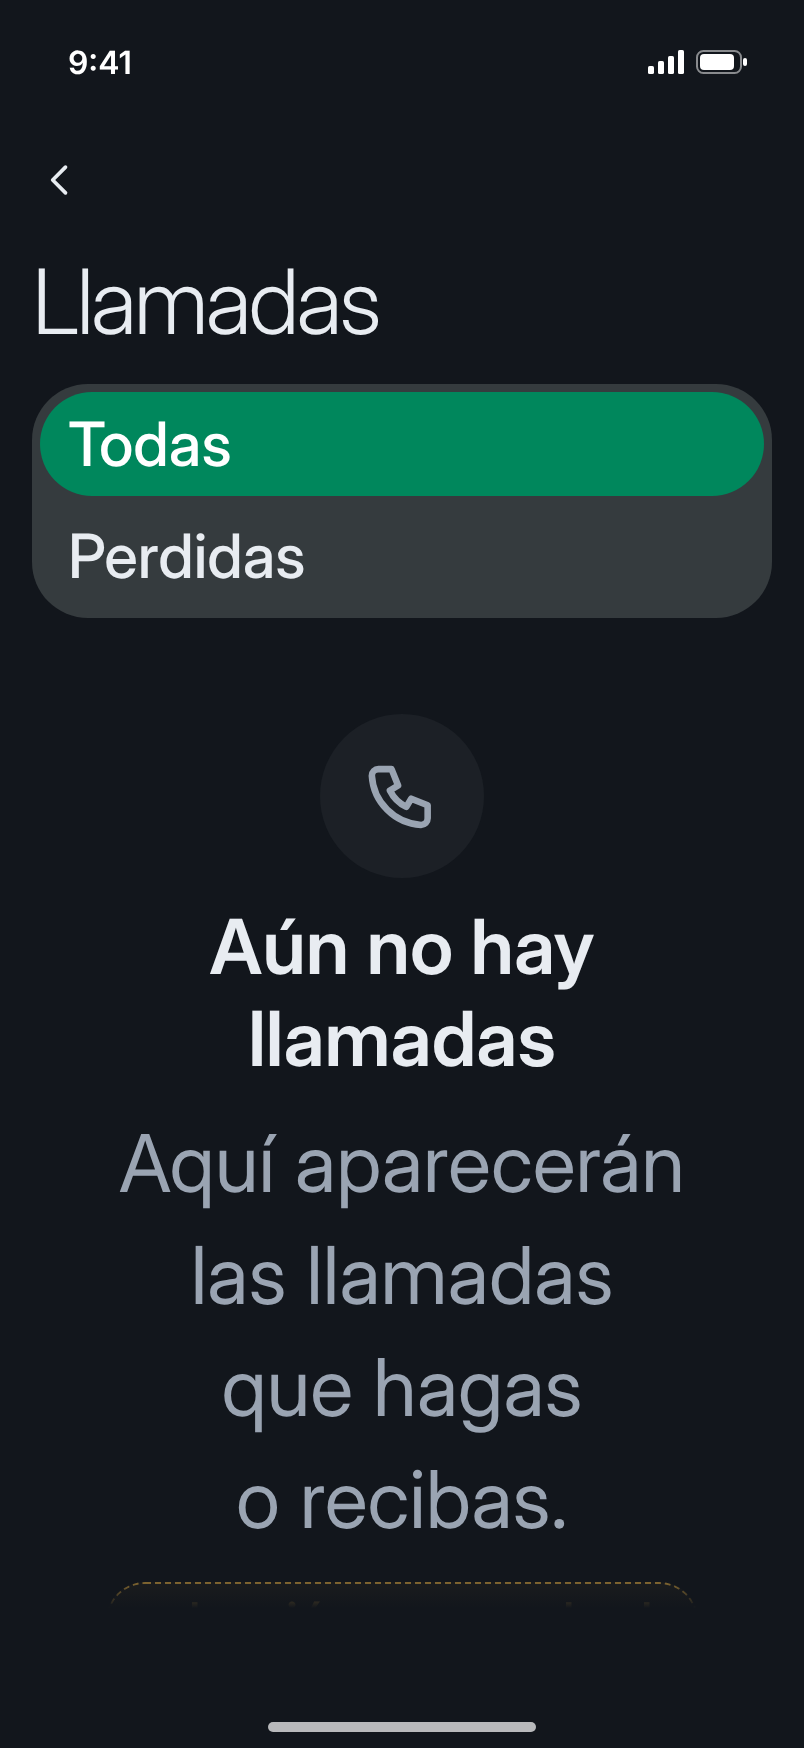 9:41
Llamadas
Todas
Perdidas
Aún no hay
llamadas
Aquí aparecerán
las llamadas
que hagas
o recibas.